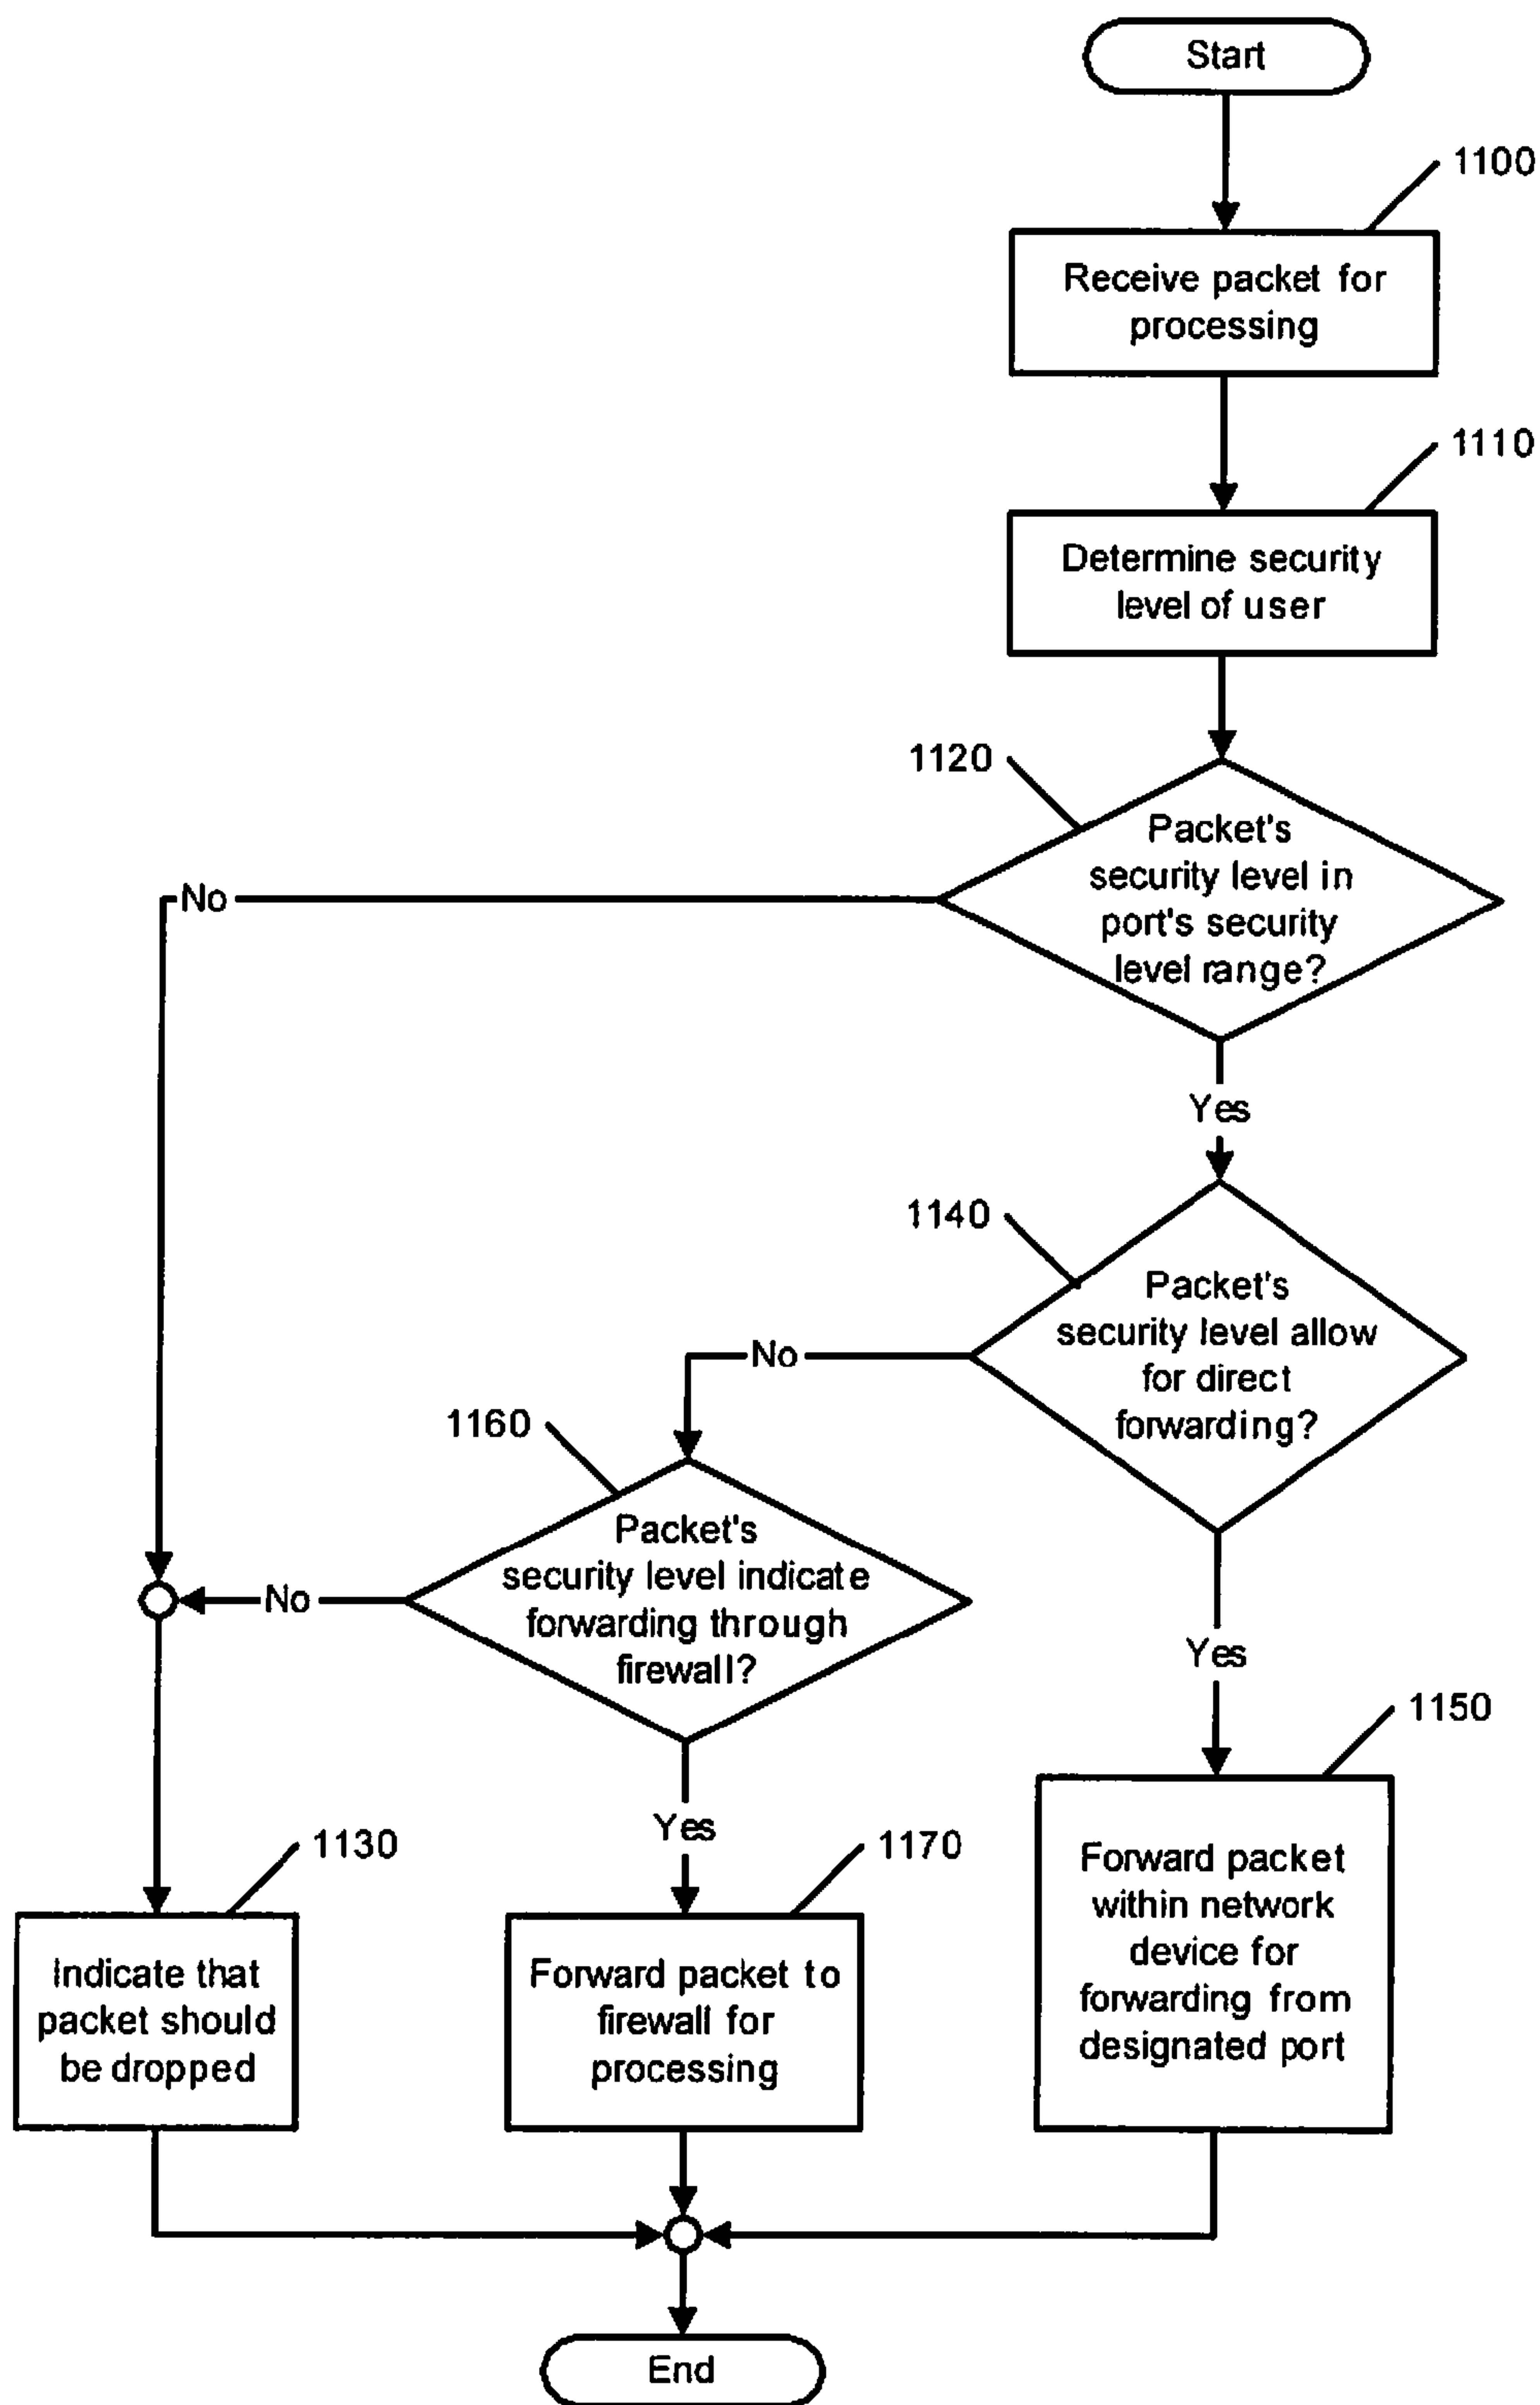 Start
1100
Receive packet for
processing
1110
Determine security
level of user
1120
Packet's
security level in
port's security
level range?
No
Yes
1140
Packet's
security level allow
for direct
forwarding?
No
1160
Packet's
security level indicate
forwarding through
firewall?
No
Yes
Yes
1150
Forward packet
within network
device for
forwarding from
designated port
1130
Indicate that
packet should
be dropped
1170
Forward packet to
firewall for
processing
End